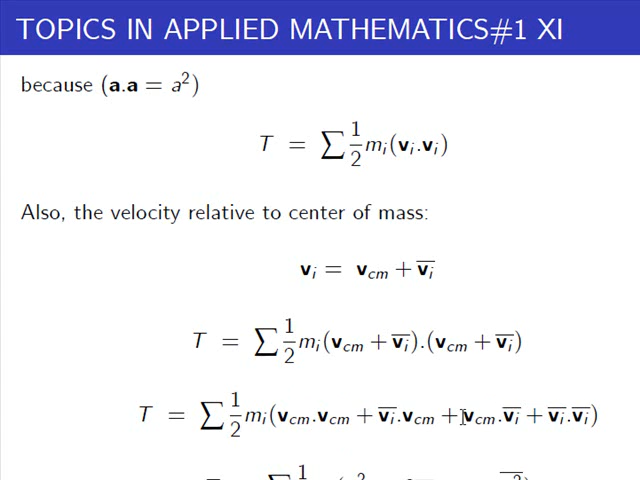 TOPICS IN APPLIED MATHEMATICS#1 XI
because (a.a = a²)
T = ∑ 1/2 mᵢ(vᵢ.vᵢ)
Also, the velocity relative to center of mass:
vᵢ = v_cm + v̅ᵢ
T = ∑ 1/2 mᵢ(v_cm + v̅ᵢ).(v_cm + v̅ᵢ)
T = ∑ 1/2 mᵢ(v_cm.v_cm + v̅ᵢ.v_cm + v_cm.v̅ᵢ + v̅ᵢ.v̅ᵢ)